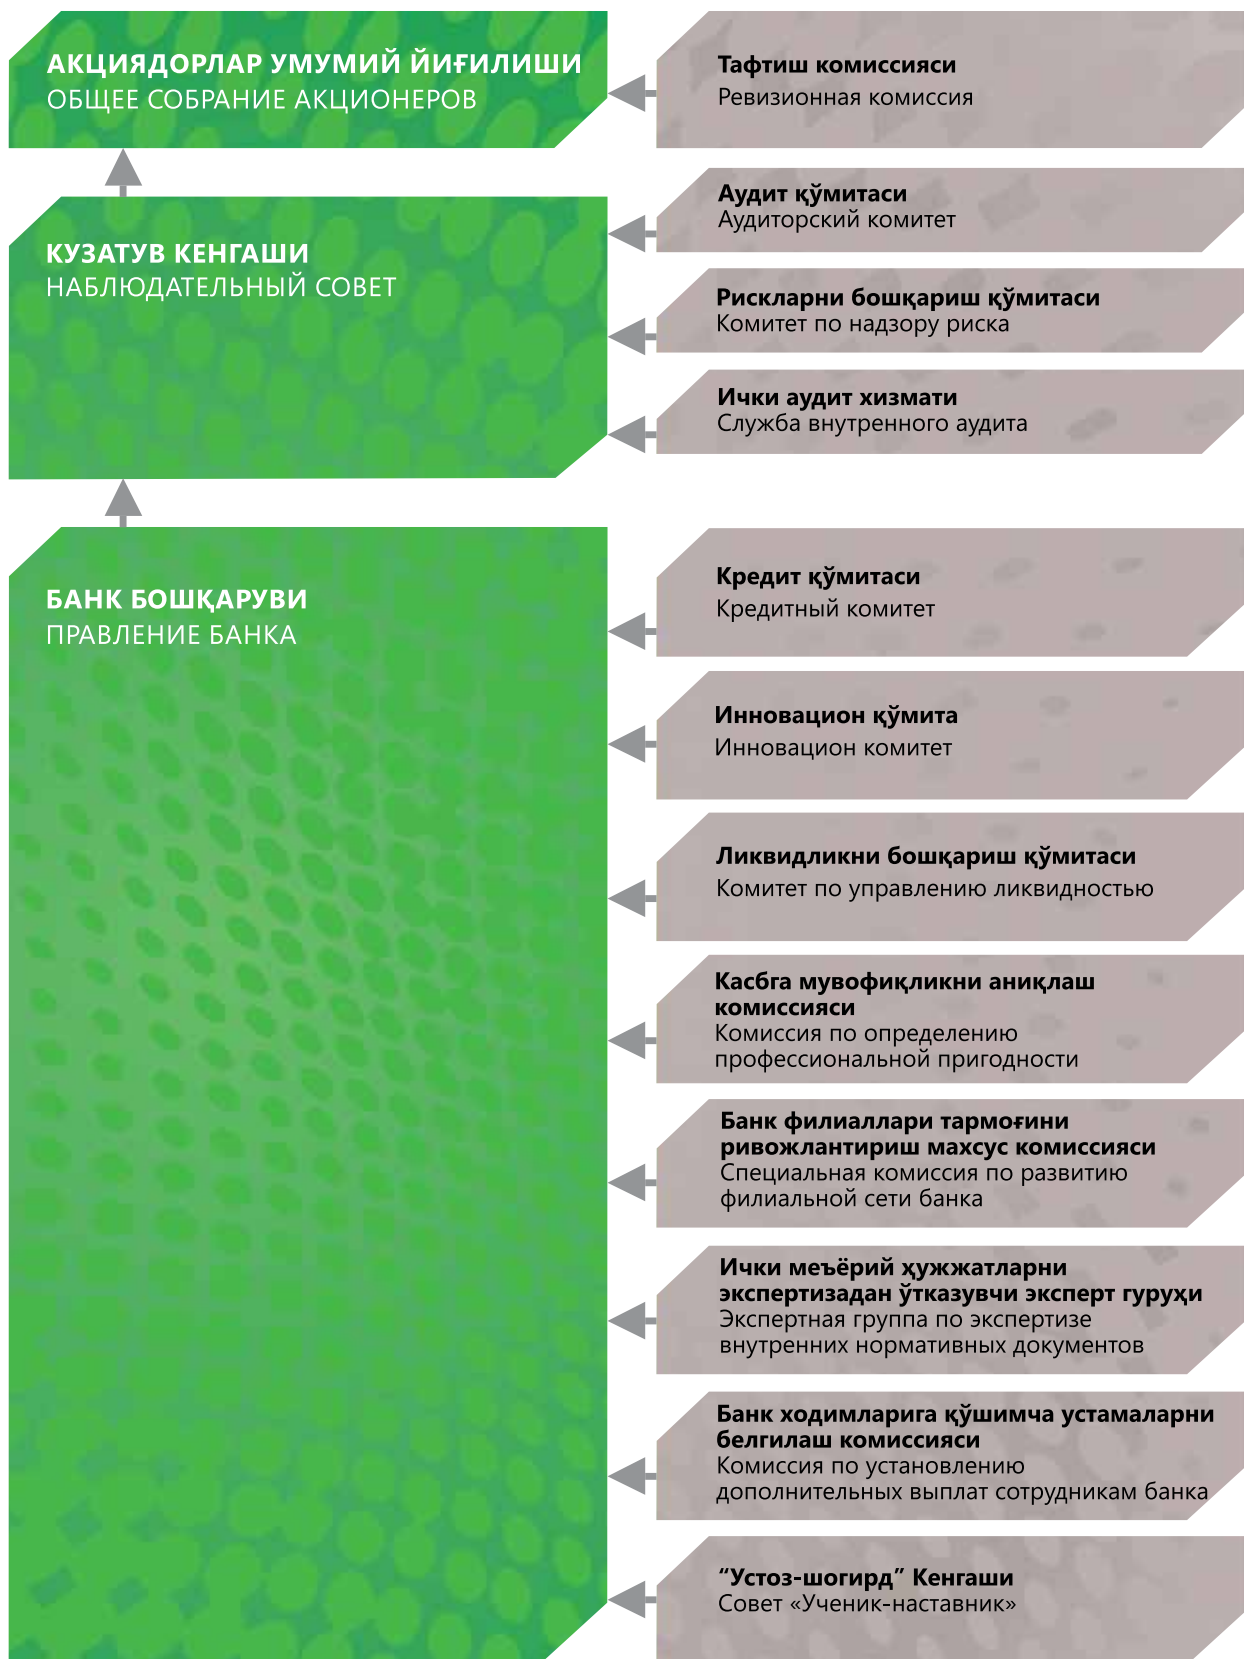 АКЦИЯДОРЛАР УМУМИЙ ЙИҒИЛИШИ
ОБЩЕЕ СОБРАНИЕ АКЦИОНЕРОВ
Тафтиш комиссияси
Ревизионная комиссия
КУЗАТУВ КЕНГАШИ
НАБЛЮДАТЕЛЬНЫЙ СОВЕТ
Аудит қўмитаси
Аудиторский комитет
Рискларни бошқариш қўмитаси
Комитет по надзору риска
Ички аудит хизмати
Служба внутренного аудита
БАНК БОШҚАРУВИ
ПРАВЛЕНИЕ БАНКА
Кредит қўмитаси
Кредитный комитет
Инновацион қўмита
Инновацион комитет
Ликвидликни бошқариш қўмитаси
Комитет по управлению ликвидностью
Касбга мувофиқликни аниқлаш
комиссияси
Комиссия по определению
профессиональной пригодности
Банк филиаллари тармоғини
ривожлантириш махсус комиссияси
Специальная комиссия по развитию
филиальной сети банка
Ички меъёрий ҳужжатларни
экспертизадан ўтказувчи эксперт гуруҳи
Экспертная группа по экспертизе
внутренних нормативных документов
Банк ходимларига қўшимча устамаларни
белгилаш комиссияси
Комиссия по установлению
дополнительных выплат сотрудникам банка
“Устоз-шогирд” Кенгаши
Совет «Ученик-наставник»